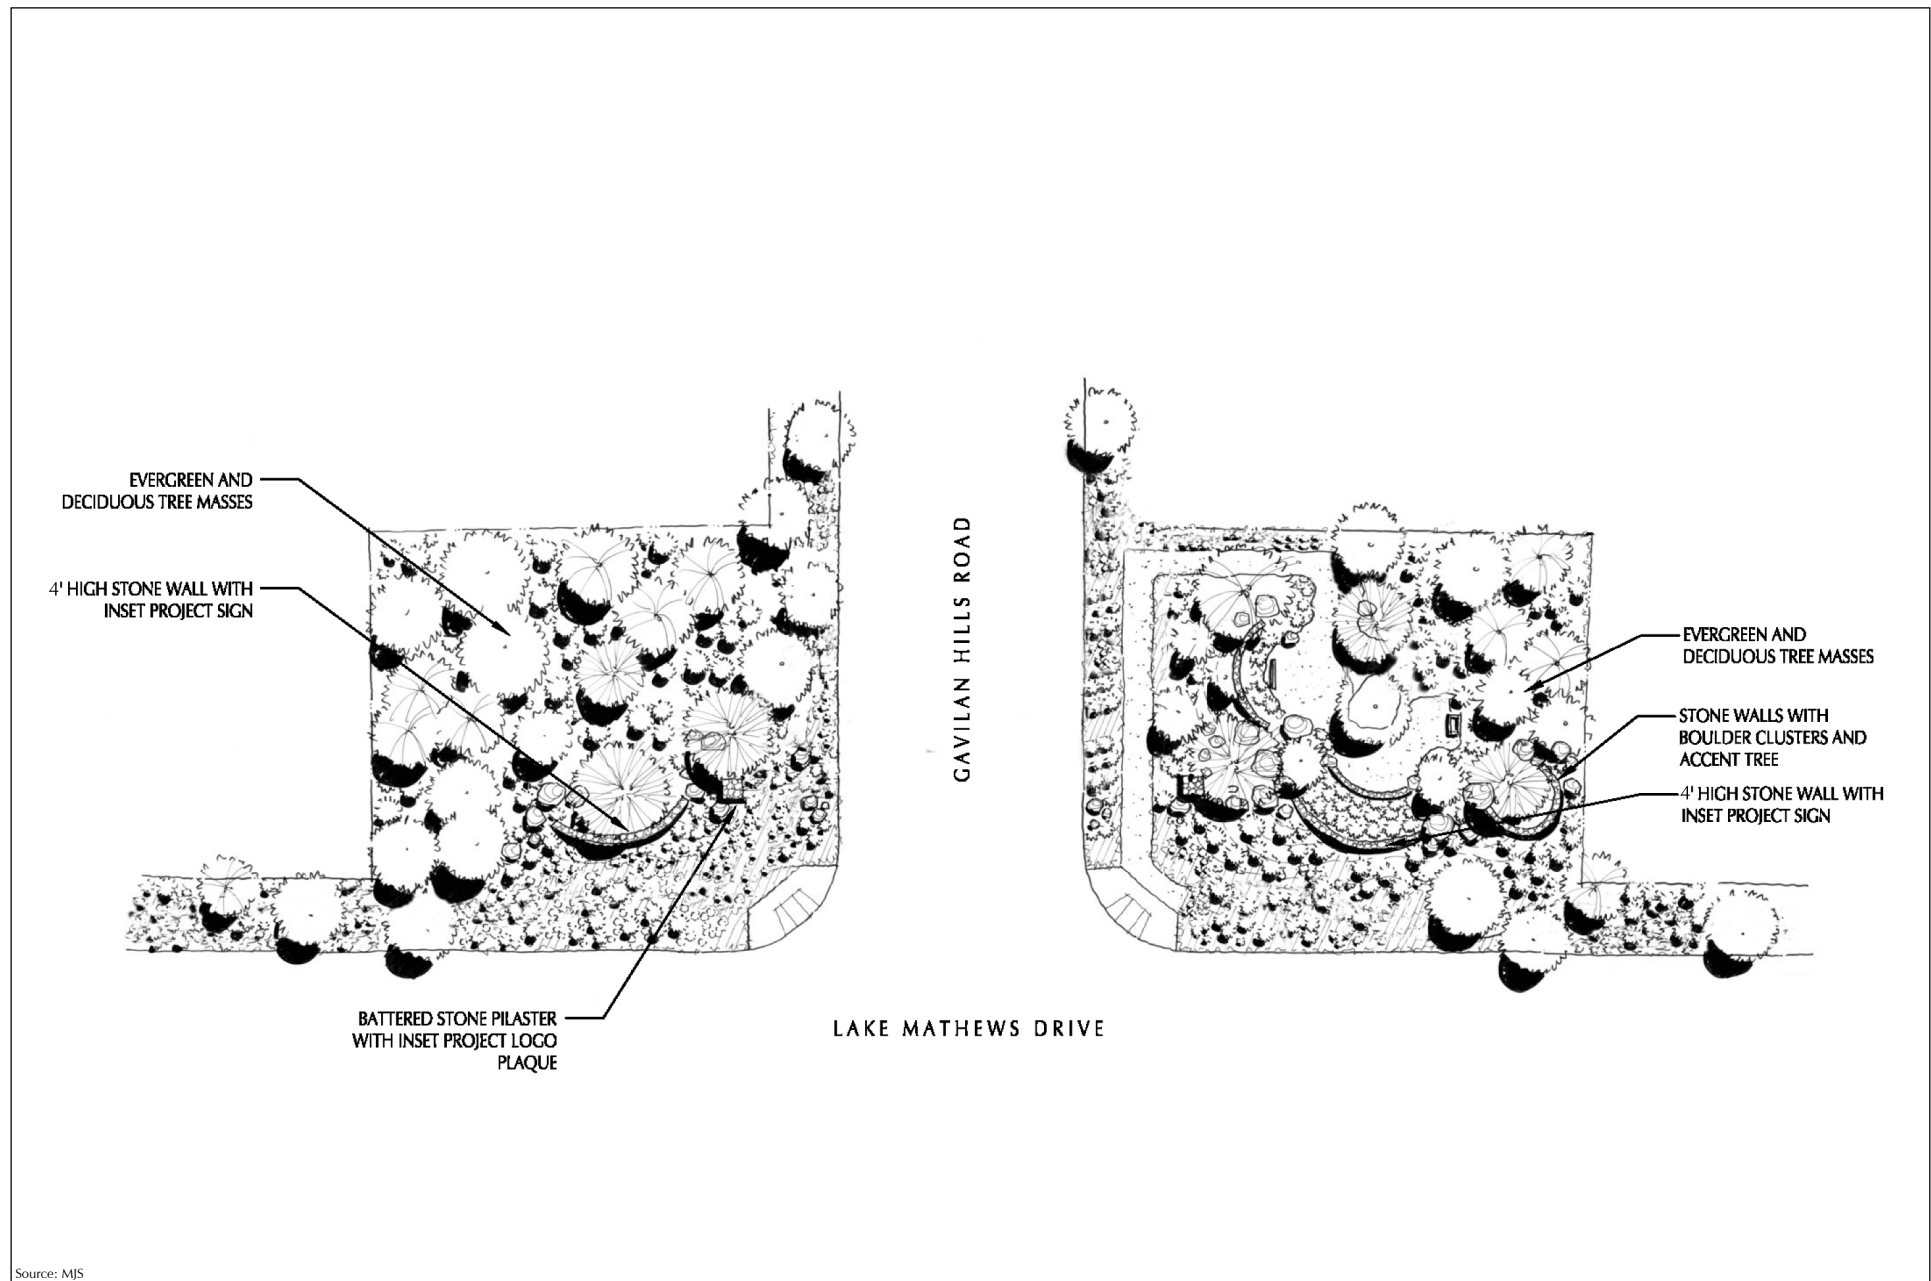 EVERGREEN AND
DECIDUOUS TREE MASSES
4' HIGH STONE WALL WITH
INSET PROJECT SIGN
BATTERED STONE PILASTER
WITH INSET PROJECT LOGO
PLAQUE
GAVILAN HILLS ROAD
LAKE MATHEWS DRIVE
EVERGREEN AND
DECIDUOUS TREE MASSES
STONE WALLS WITH
BOULDER CLUSTERS AND
ACCENT TREE
4' HIGH STONE WALL WITH
INSET PROJECT SIGN
Source: MJS